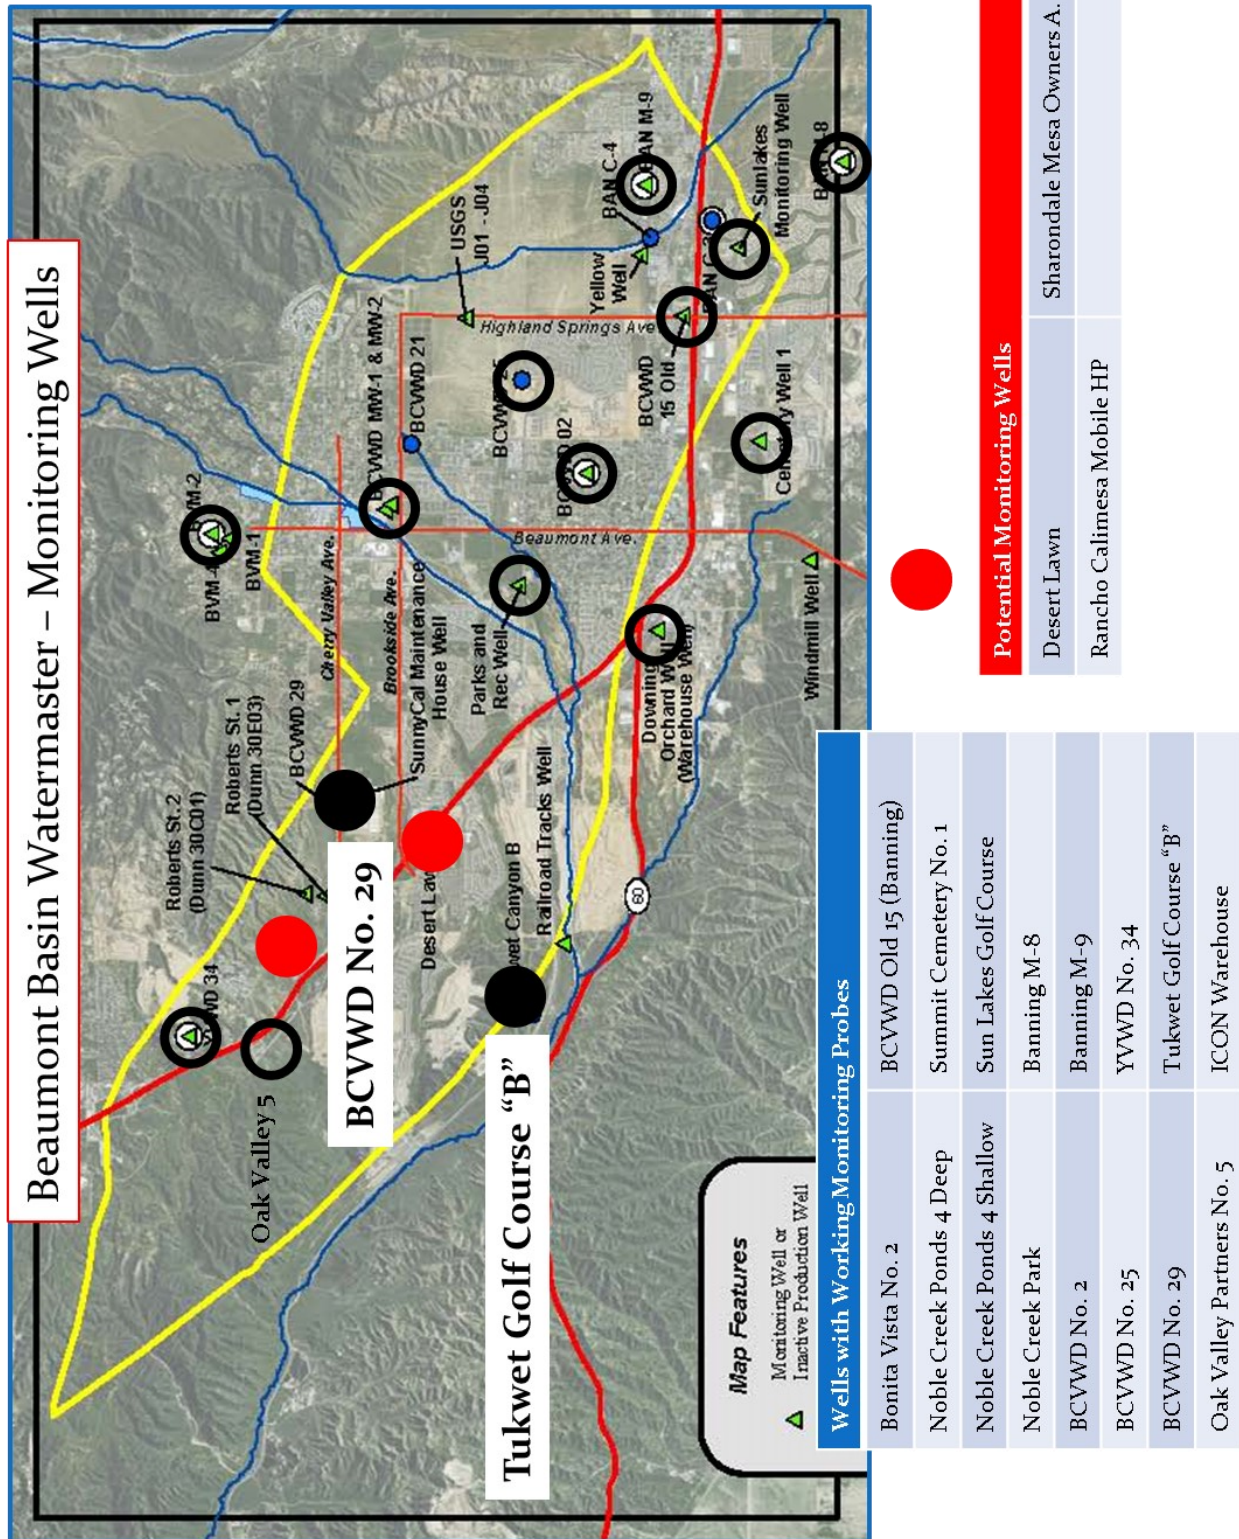 Beaumont Basin Watermaster – Monitoring Wells
Oak Valley 5
Roberts St. 2
(Dunn 30C01)
Roberts St. 1
(Dunn 30E03)
BCVWD 29
BVM-2
BVM-1
Cherry Valley Ave.
Brookside Ave.
SunnyCal Maintenance
House Well
BCVWD No. 29
Desert
BCVWD MW-1 & MW-2
BCVWD 21
USGS
J01 - J04
Highland Springs Ave
Beaumont Ave.
Parks and
Rec Well
Canyon B
Railroad Tracks Well
Tukwet Golf Course “B”
Yellow
Well
BAN C-4
BAN M-9
BCVWD
15 Old
Sunlakes
Monitoring Well
Downing
Orchard
(Warehouse Well)
Windmill Well
60
Map Features
Monitoring Well or
Inactive Production Well
Wells with Working Monitoring Probes
Bonita Vista No. 2 BCVWD Old 15 (Banning)
Noble Creek Ponds 4 Deep Summit Cemetery No. 1
Noble Creek Ponds 4 Shallow Sun Lakes Golf Course
Noble Creek Park Banning M-8
BCVWD No. 2 Banning M-9
BCVWD No. 25 YVWD No. 34
BCVWD No. 29 Tukwet Golf Course “B”
Oak Valley Partners No. 5 ICON Warehouse
Potential Monitoring Wells
Desert Lawn Sharondale Mesa Owners A.
Rancho Calimesa Mobile HP